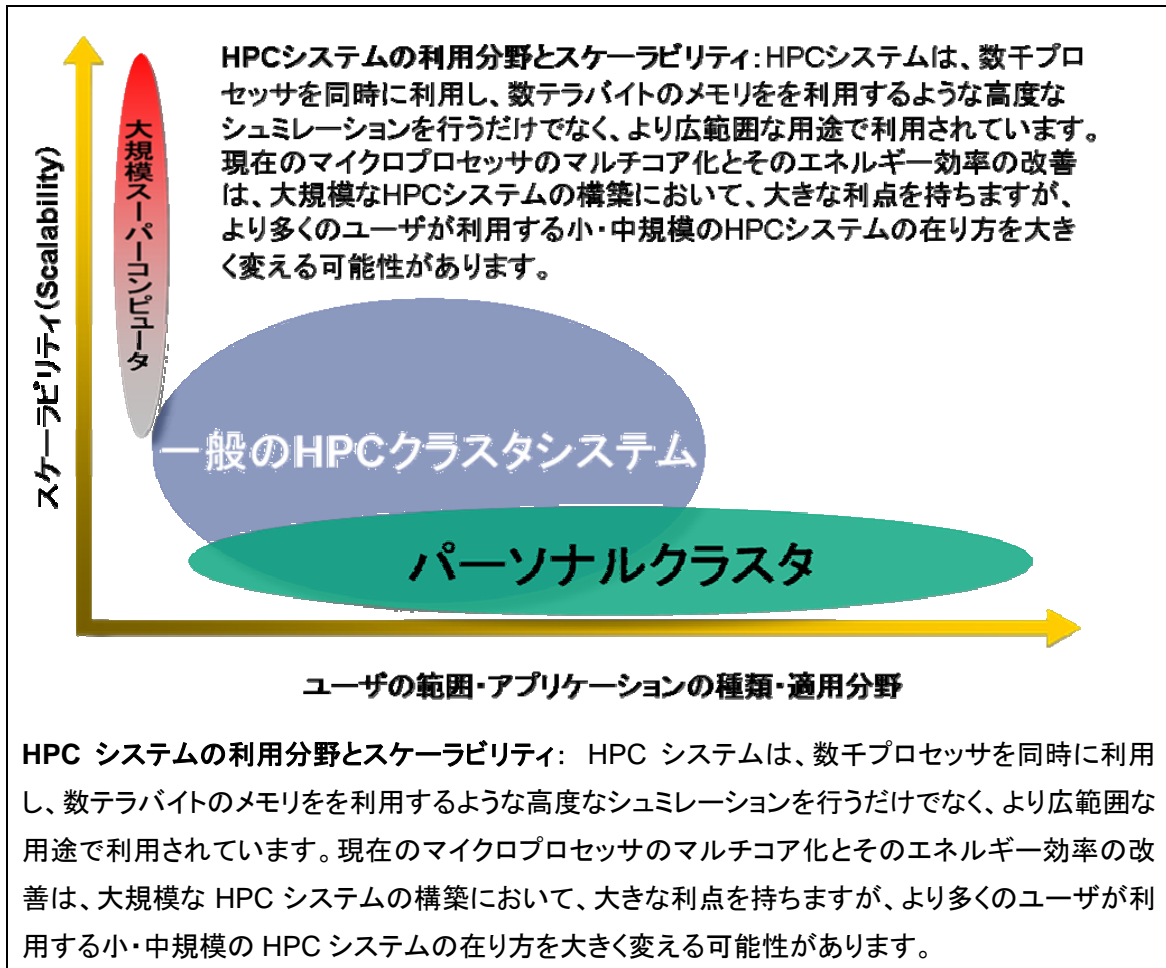 HPCシステムの利用分野とスケーラビリティ:HPCシステムは、数千プロ
セッサを同時に利用し、数テラバイトのメモリをを利用するような高度な
シュミレーションを行うだけでなく、より広範囲な用途で利用されています。
現在のマイクロプロセッサのマルチコア化とそのエネルギー効率の改善
は、大規模なHPCシステムの構築において、大きな利点を持ちますが、
より多くのユーザが利用する小・中規模のHPCシステムの在り方を大き
く変える可能性があります。
スケーラビリティ(Scalability)
大規模スーパーコンピュータ
一般のHPCクラスタシステム
パーソナルクラスタ
ユーザの範囲・アプリケーションの種類・適用分野
HPC システムの利用分野とスケーラビリティ: HPC システムは、数千プロセッサを同時に利用
し、数テラバイトのメモリをを利用するような高度なシュミレーションを行うだけでなく、より広範囲な
用途で利用されています。現在のマイクロプロセッサのマルチコア化とそのエネルギー効率の改
善は、大規模な HPC システムの構築において、大きな利点を持ちますが、より多くのユーザが利
用する小・中規模の HPC システムの在り方を大きく変える可能性があります。